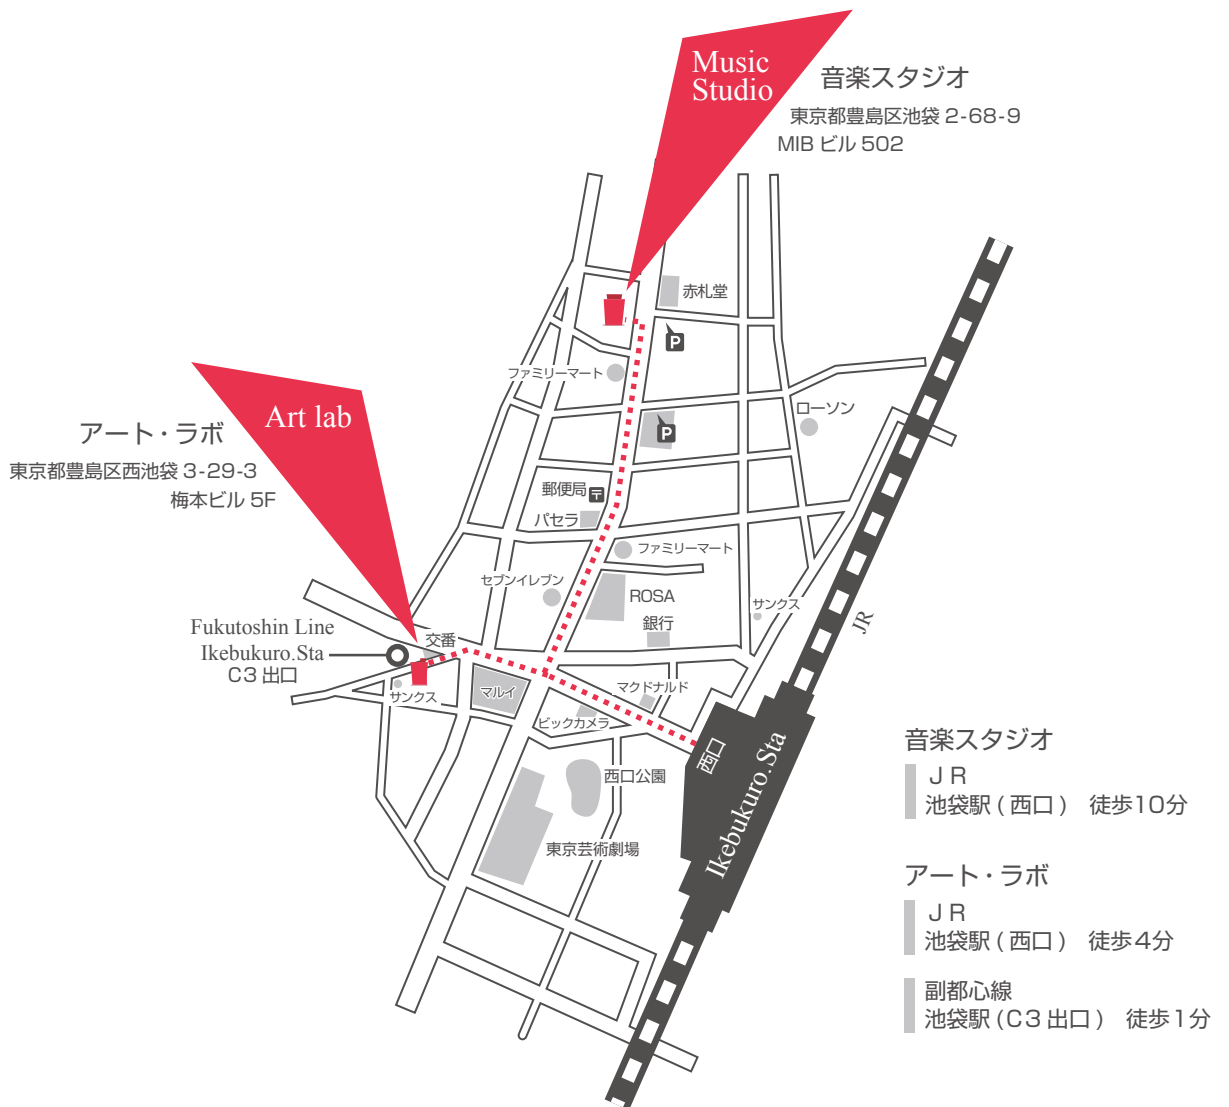 Music
Studio
音楽スタジオ
東京都豊島区池袋 2-68-9
MIB ビル 502
赤札堂
P
ファミリーマート
ローソン
P
Art lab
アート・ラボ
東京都豊島区西池袋 3-29-3
梅本ビル 5F
郵便局
〒
パセラ
ファミリーマート
セブンイレブン
ROSA
サンクス
銀行
JR
Fukutoshin Line
Ikebukuro.Sta
C3 出口
交番
サンクス
マルイ
マクドナルド
ビックカメラ
西口
Ikebukuro.Sta
西口公園
東京芸術劇場
音楽スタジオ
ＪＲ
池袋駅 ( 西口 )　徒歩10分
アート・ラボ
ＪＲ
池袋駅 ( 西口 )　徒歩4分
副都心線
池袋駅 (C3 出口 )　徒歩1分